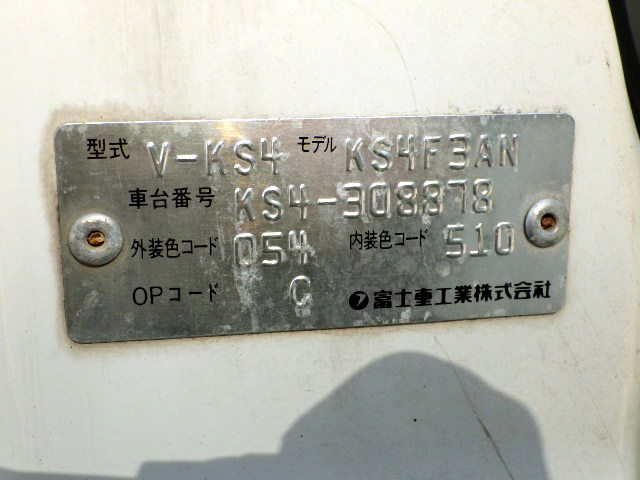 型式 V-KS4 モデル KS4F3AN
車台番号 KS4-308878
外装色コード 054 内装色コード 510
OPコード C フ富士重工業株式会社